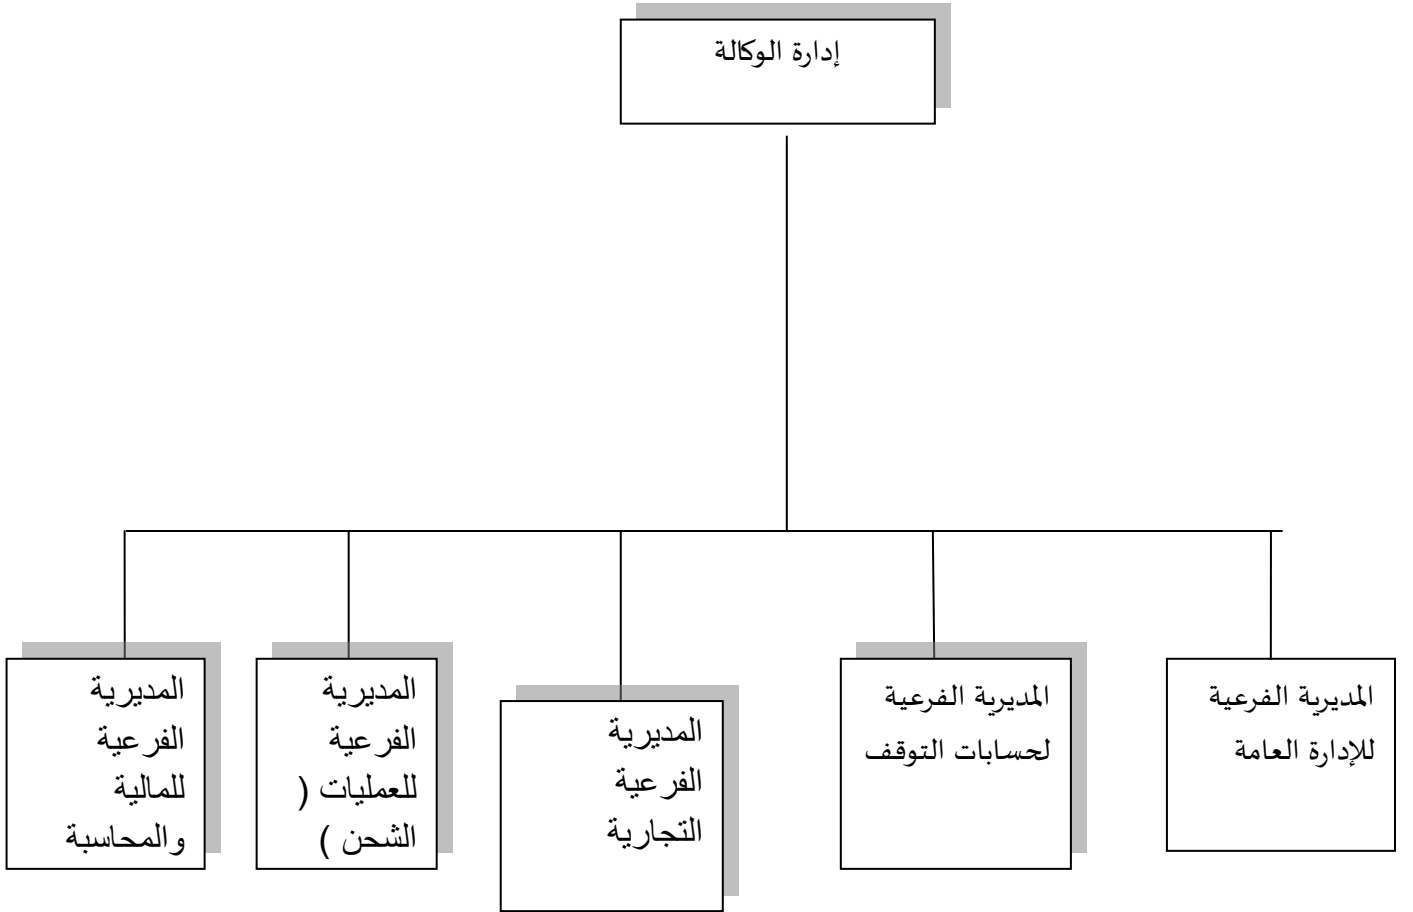 إدارة الوكالة
المديرية الفرعية
للإدارة العامة
المديرية الفرعية
لحسابات التوقف
المديرية
الفرعية
التجارية
المديرية
الفرعية
للعمليات (
الشحن )
المديرية
الفرعية
للمالية
والمحاسبة